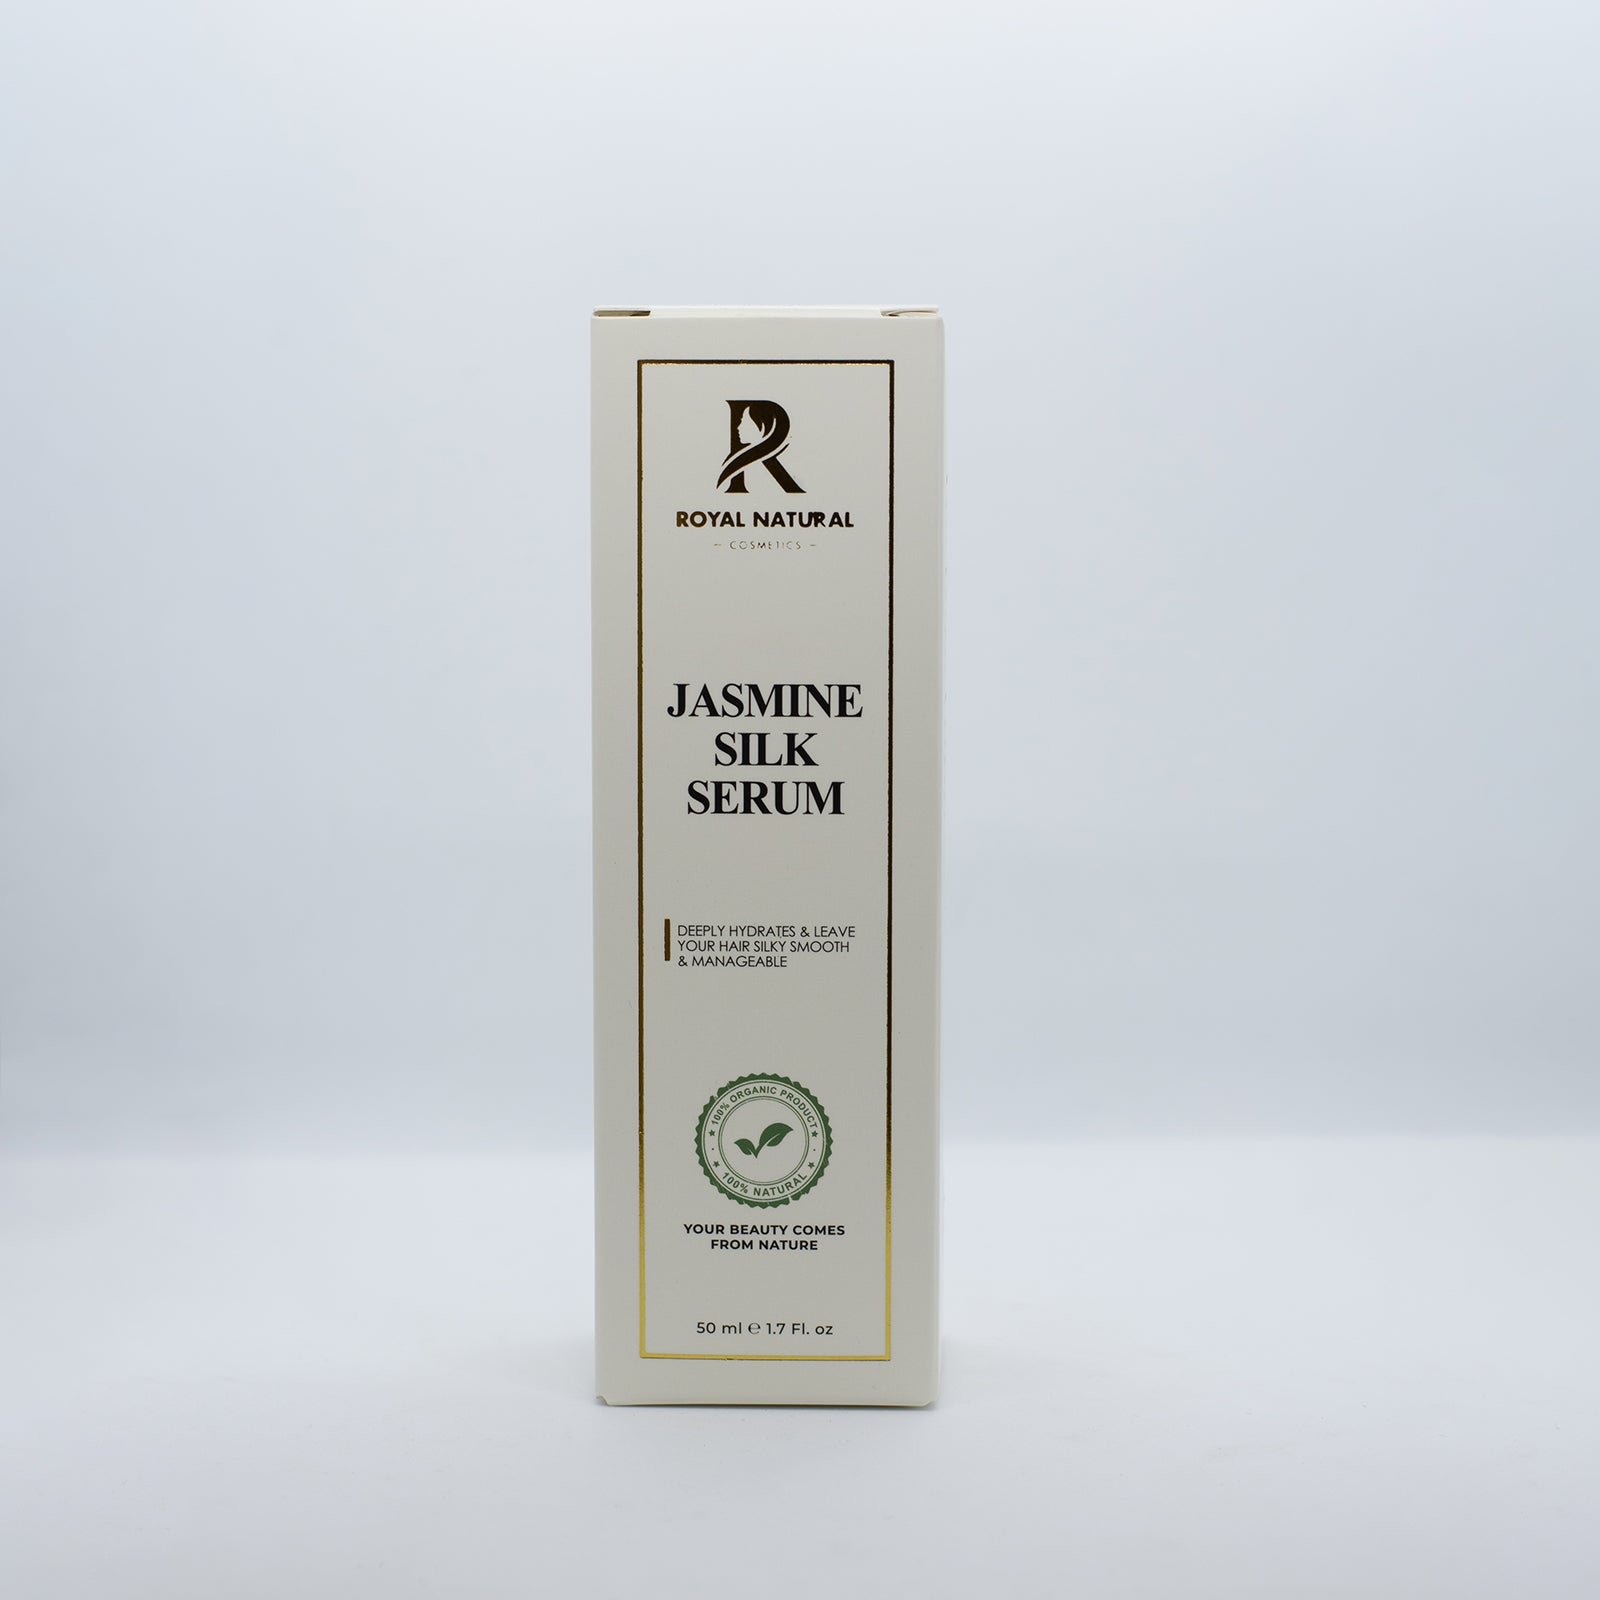 R
ROYAL NATURAL
- COSMETICS -
JASMINE
SILK
SERUM
DEEPLY HYDRATES & LEAVE
YOUR HAIR SILKY SMOOTH
& MANAGEABLE
100% ORGANIC PRODUCT
100% NATURAL
YOUR BEAUTY COMES
FROM NATURE
50 ml ℮ 1.7 Fl. oz